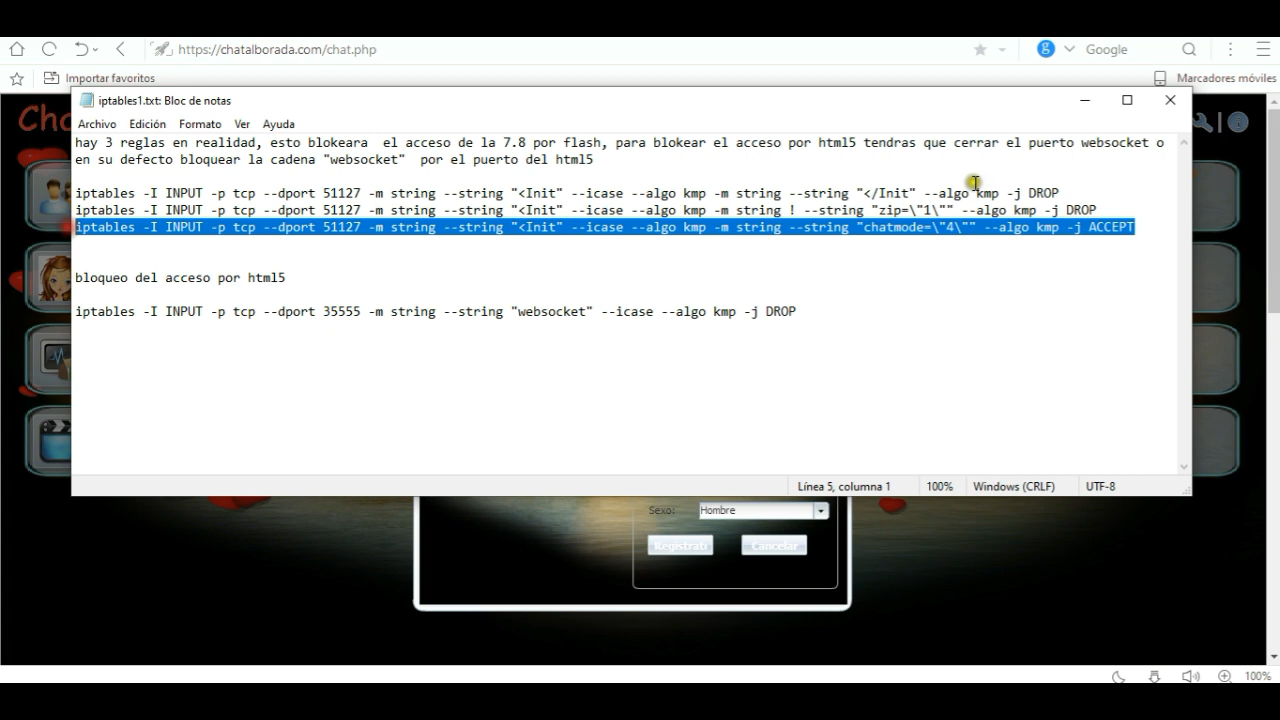 https://chatalborada.com/chat.php
Google
Importar favoritos
Marcadores móviles
iptables1.txt: Bloc de notas
Archivo Edición Formato Ver Ayuda
hay 3 reglas en realidad, esto blokeara  el acceso de la 7.8 por flash, para blokear el acceso por html5 tendras que cerrar el puerto websocket o
en su defecto bloquear la cadena "websocket"  por el puerto del html5
iptables -I INPUT -p tcp --dport 51127 -m string --string "<Init" --icase --algo kmp -m string --string "</Init" --algo kmp -j DROP
iptables -I INPUT -p tcp --dport 51127 -m string --string "<Init" --icase --algo kmp -m string ! --string "zip=\"1\"" --algo kmp -j DROP
iptables -I INPUT -p tcp --dport 51127 -m string --string "<Init" --icase --algo kmp -m string --string "chatmode=\"4\"" --algo kmp -j ACCEPT
bloqueo del acceso por html5
iptables -I INPUT -p tcp --dport 35555 -m string --string "websocket" --icase --algo kmp -j DROP
Línea 5, columna 1 100% Windows (CRLF) UTF-8
Sexo: Hombre
Registrati Cancelar
100%